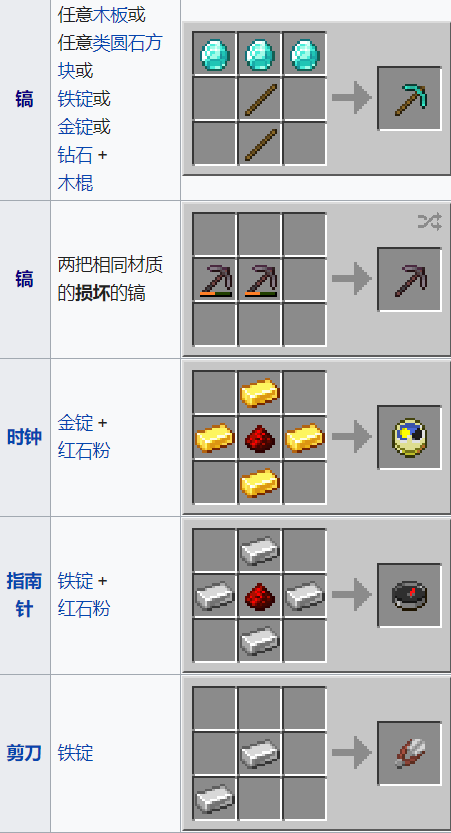 镐
任意木板或
任意类圆石方
块或
铁锭或
金锭或
钻石 +
木棍
镐
两把相同材质
的损坏的镐
时钟
金锭 +
红石粉
指南
针
铁锭 +
红石粉
剪刀
铁锭